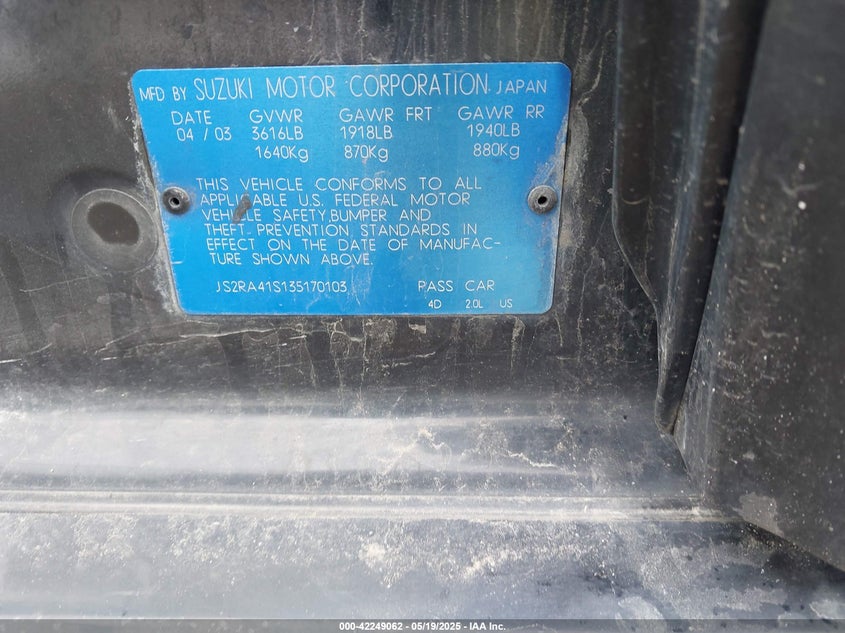 MFD BY SUZUKI MOTOR CORPORATION JAPAN
DATE GVWR GAWR FRT GAWR RR
04 / 03 3616LB 1918LB 1940LB
1640Kg 870Kg 880Kg
THIS VEHICLE CONFORMS TO ALL
APPLICABLE U.S. FEDERAL MOTOR
VEHICLE SAFETY,BUMPER AND
THEFT PREVENTION STANDARDS IN
EFFECT ON THE DATE OF MANUFAC-
TURE SHOWN ABOVE.
JS2RA41S135170103 PASS CAR
4D 2.0L US
000-42249062 - 05/19/2025 - IAA Inc.